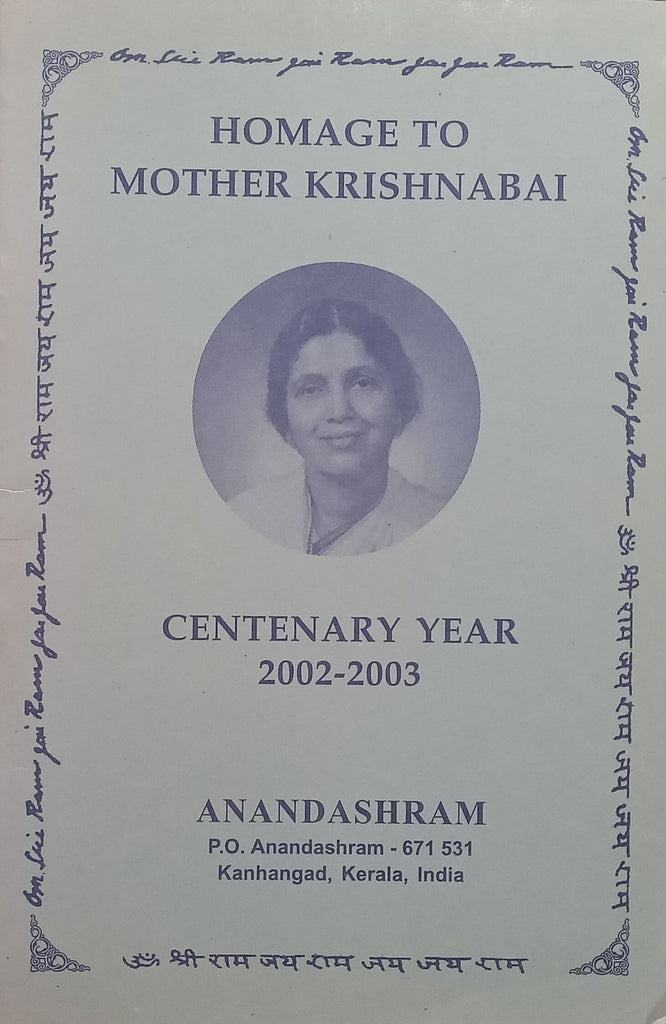 Om Sri Ram jai Ram jai jai Ram
HOMAGE TO
MOTHER KRISHNABAI
CENTENARY YEAR
2002-2003
ANANDASHRAM
P.O. Anandashram - 671 531
Kanhangad, Kerala, India
Om Sri Ram jai Ram jai jai Ram ॐ श्री राम जय राम जय जय राम
Om Sri Ram jai Ram jai jai Ram ॐ श्री राम जय राम जय जय राम
ॐ श्री राम जय राम जय जय राम